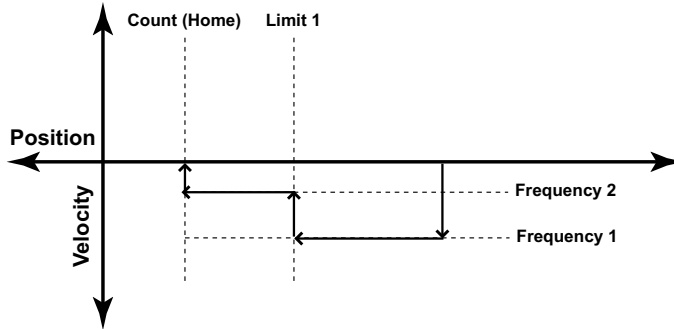 Count (Home) Limit 1
Position
Velocity
Frequency 2
Frequency 1